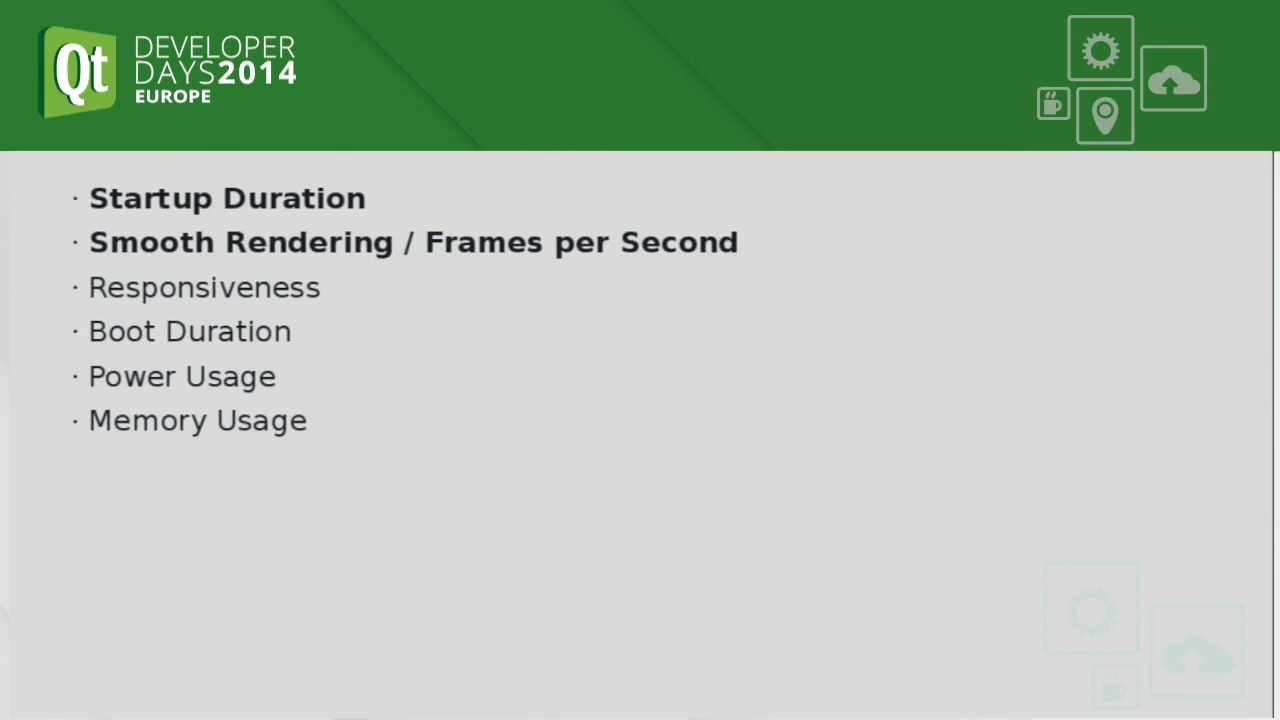 Qt
DEVELOPER
DAYS2014
EUROPE
· Startup Duration
· Smooth Rendering / Frames per Second
· Responsiveness
· Boot Duration
· Power Usage
· Memory Usage